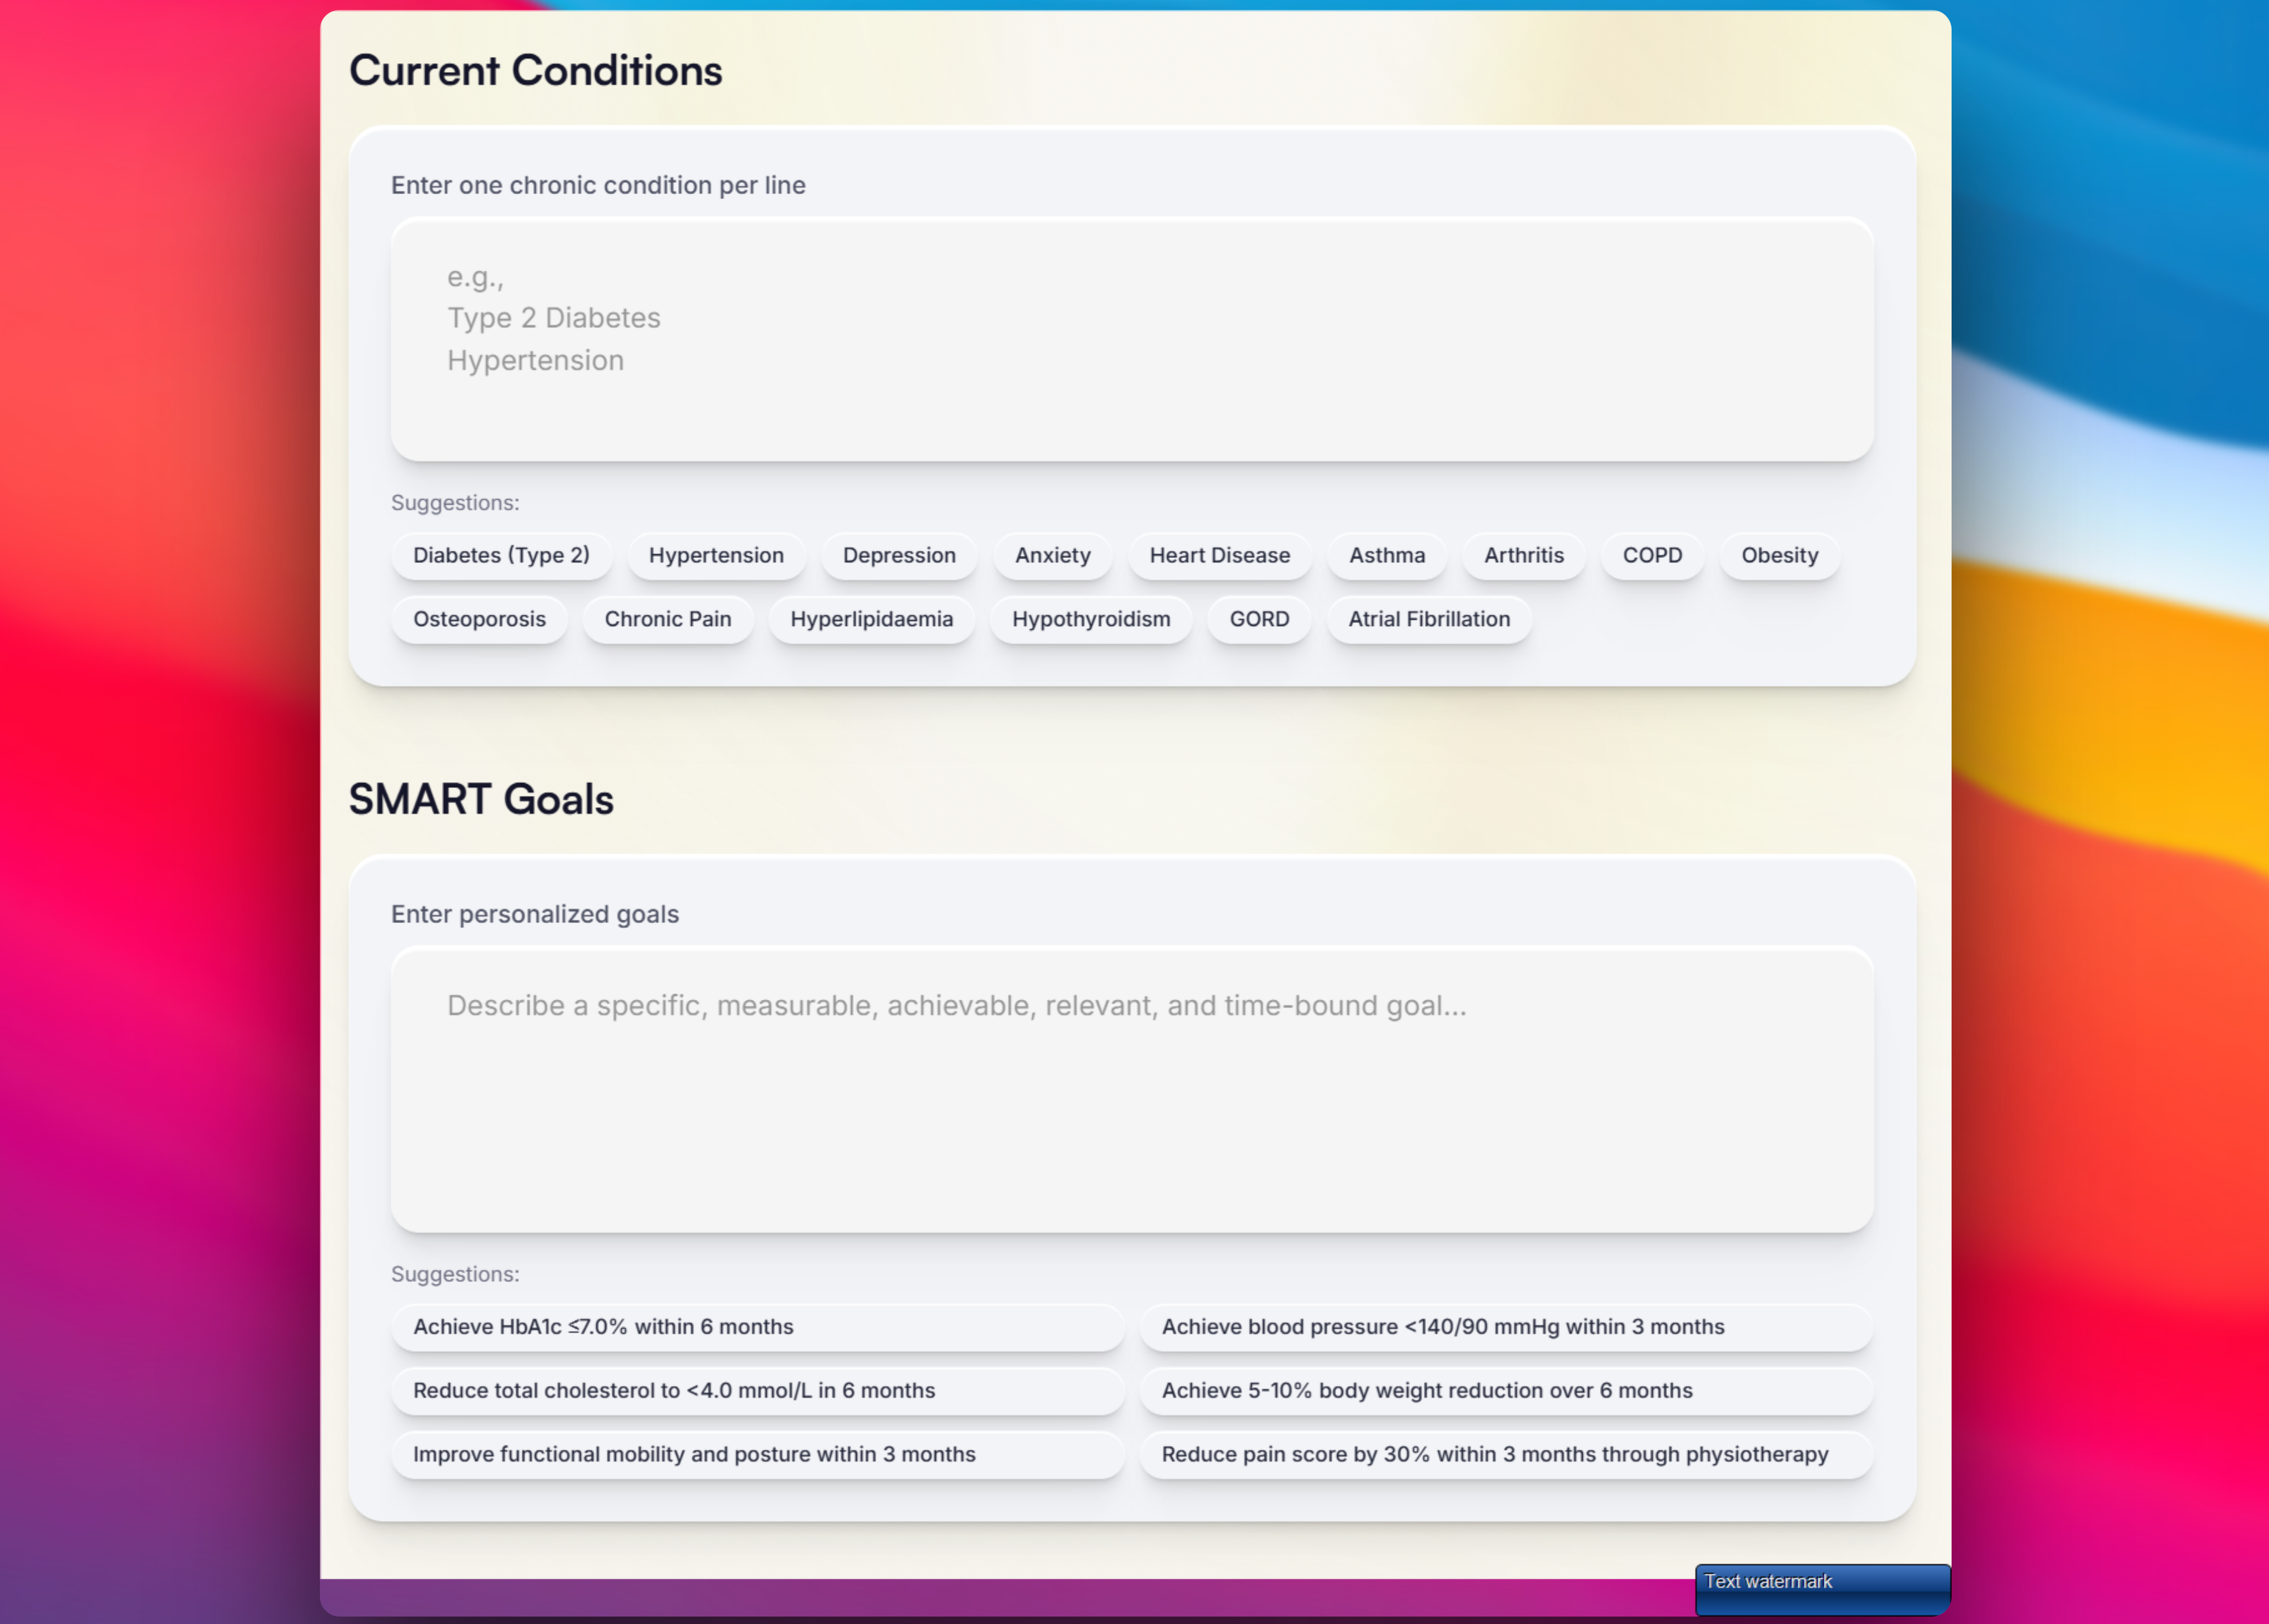 Current Conditions
Enter one chronic condition per line
e.g.,
Type 2 Diabetes
Hypertension
Suggestions:
Diabetes (Type 2) Hypertension Depression Anxiety Heart Disease Asthma Arthritis COPD Obesity
Osteoporosis Chronic Pain Hyperlipidaemia Hypothyroidism GORD Atrial Fibrillation
SMART Goals
Enter personalized goals
Describe a specific, measurable, achievable, relevant, and time-bound goal...
Suggestions:
Achieve HbA1c ≤7.0% within 6 months Achieve blood pressure <140/90 mmHg within 3 months
Reduce total cholesterol to <4.0 mmol/L in 6 months Achieve 5-10% body weight reduction over 6 months
Improve functional mobility and posture within 3 months Reduce pain score by 30% within 3 months through physiotherapy
Text watermark